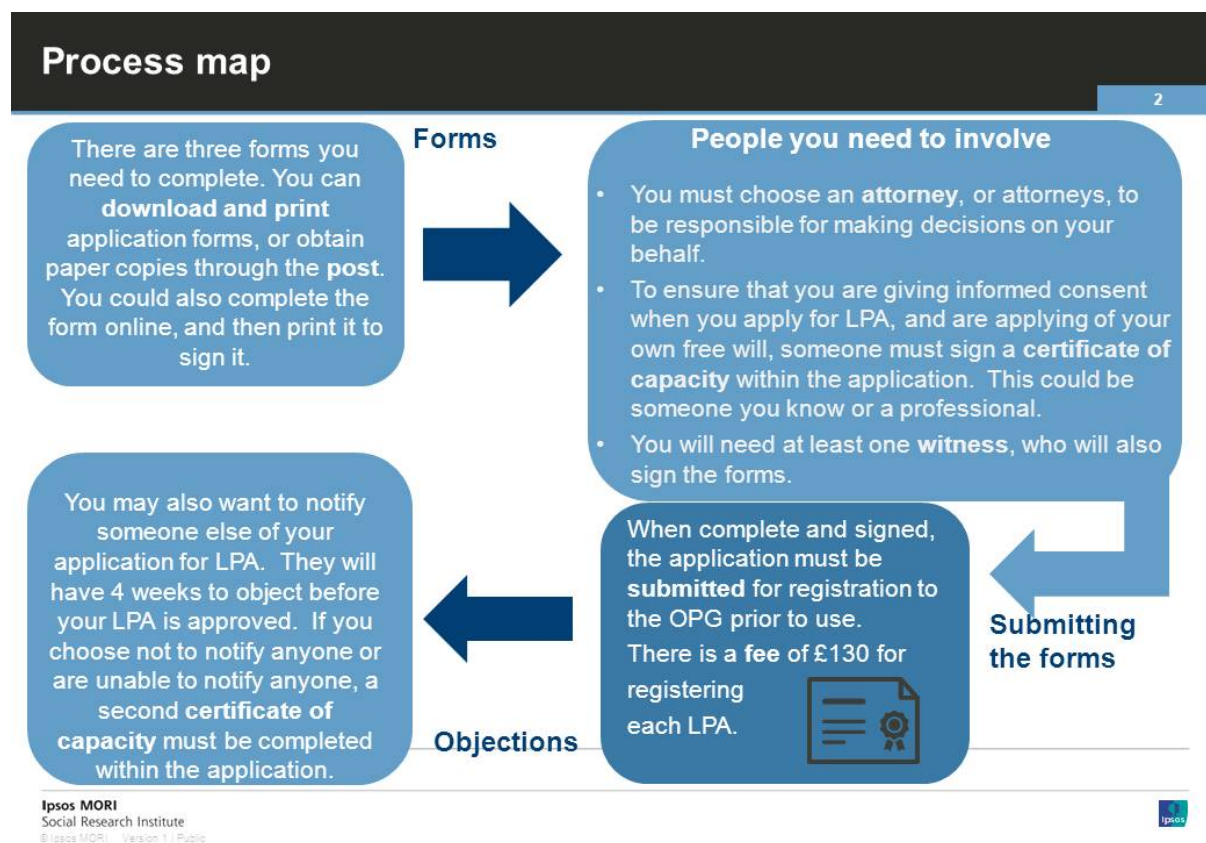 Process map
2
There are three forms you
need to complete. You can
download and print
application forms, or obtain
paper copies through the post.
You could also complete the
form online, and then print it to
sign it.
Forms
People you need to involve
• You must choose an attorney, or attorneys, to
be responsible for making decisions on your
behalf.
• To ensure that you are giving informed consent
when you apply for LPA, and are applying of your
own free will, someone must sign a certificate of
capacity within the application. This could be
someone you know or a professional.
• You will need at least one witness, who will also
sign the forms.
Submitting
the forms
When complete and signed,
the application must be
submitted for registration to
the OPG prior to use.
There is a fee of £130 for
registering
each LPA.
Objections
You may also want to notify
someone else of your
application for LPA. They will
have 4 weeks to object before
your LPA is approved. If you
choose not to notify anyone or
are unable to notify anyone, a
second certificate of
capacity must be completed
within the application.
Ipsos MORI
Social Research Institute
© Ipsos MORI Version 1 | Public
Ipsos